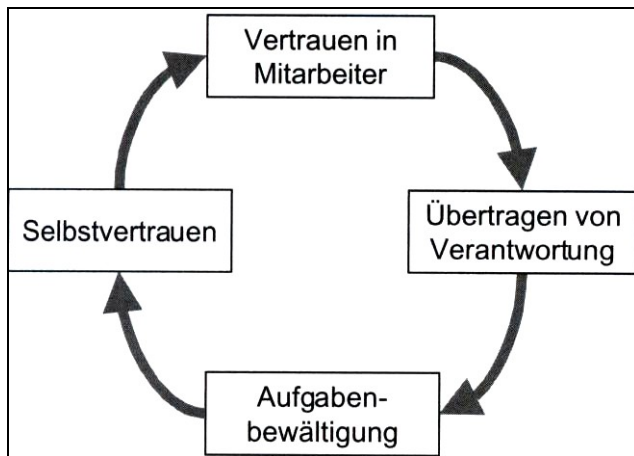 Vertrauen in
Mitarbeiter
Übertragen von
Verantwortung
Aufgaben-
bewältigung
Selbstvertrauen